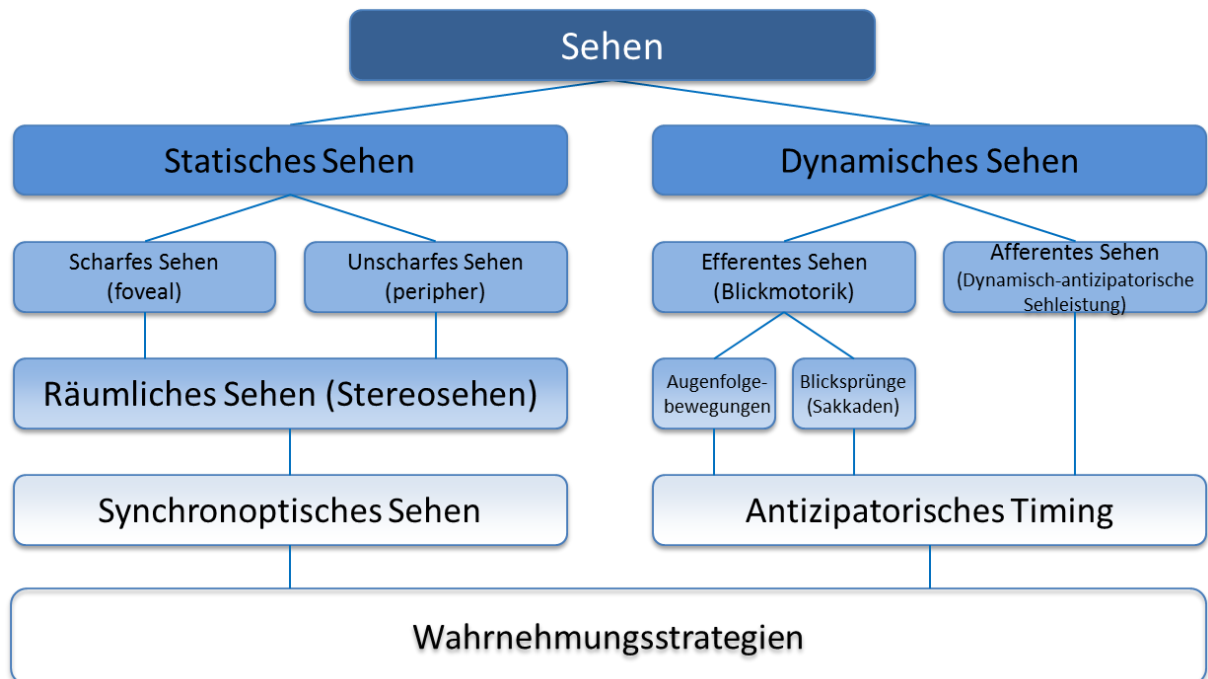 Sehen
Statisches Sehen
Dynamisches Sehen
Scharfes Sehen
(foveal)
Unscharfes Sehen
(peripher)
Efferentes Sehen
(Blickmotorik)
Afferentes Sehen
(Dynamisch-antizipatorische
Sehleistung)
Räumliches Sehen (Stereosehen)
Augenfolge-
bewegungen
Blicksprünge
(Sakkaden)
Synchronoptisches Sehen
Antizipatorisches Timing
Wahrnehmungsstrategien